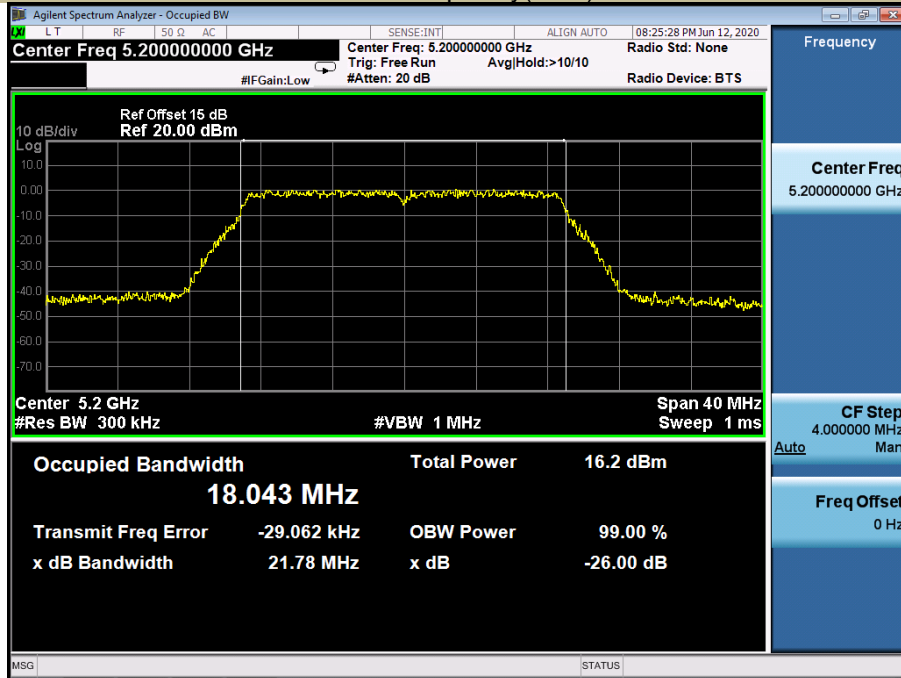 Agilent Spectrum Analyzer - Occupied BW
LXI L T RF 50 Ω AC SENSE:INT ALIGN AUTO 08:25:28 PM Jun 12, 2020
Center Freq 5.200000000 GHz
Center Freq: 5.200000000 GHz Radio Std: None
Trig: Free Run Avg|Hold:>10/10
#IFGain:Low #Atten: 20 dB Radio Device: BTS
Frequency
Ref Offset 15 dB
10 dB/div Ref 20.00 dBm
Log
10.0
0.00
-10.0
-20.0
-30.0
-40.0
-50.0
-60.0
-70.0
Center 5.2 GHz Span 40 MHz
#Res BW 300 kHz #VBW 1 MHz Sweep 1 ms
Occupied Bandwidth Total Power 16.2 dBm
18.043 MHz
Transmit Freq Error -29.062 kHz OBW Power 99.00 %
x dB Bandwidth 21.78 MHz x dB -26.00 dB
Center Freq
5.200000000 GHz
CF Step
4.000000 MHz
Auto Man
Freq Offset
0 Hz
MSG STATUS